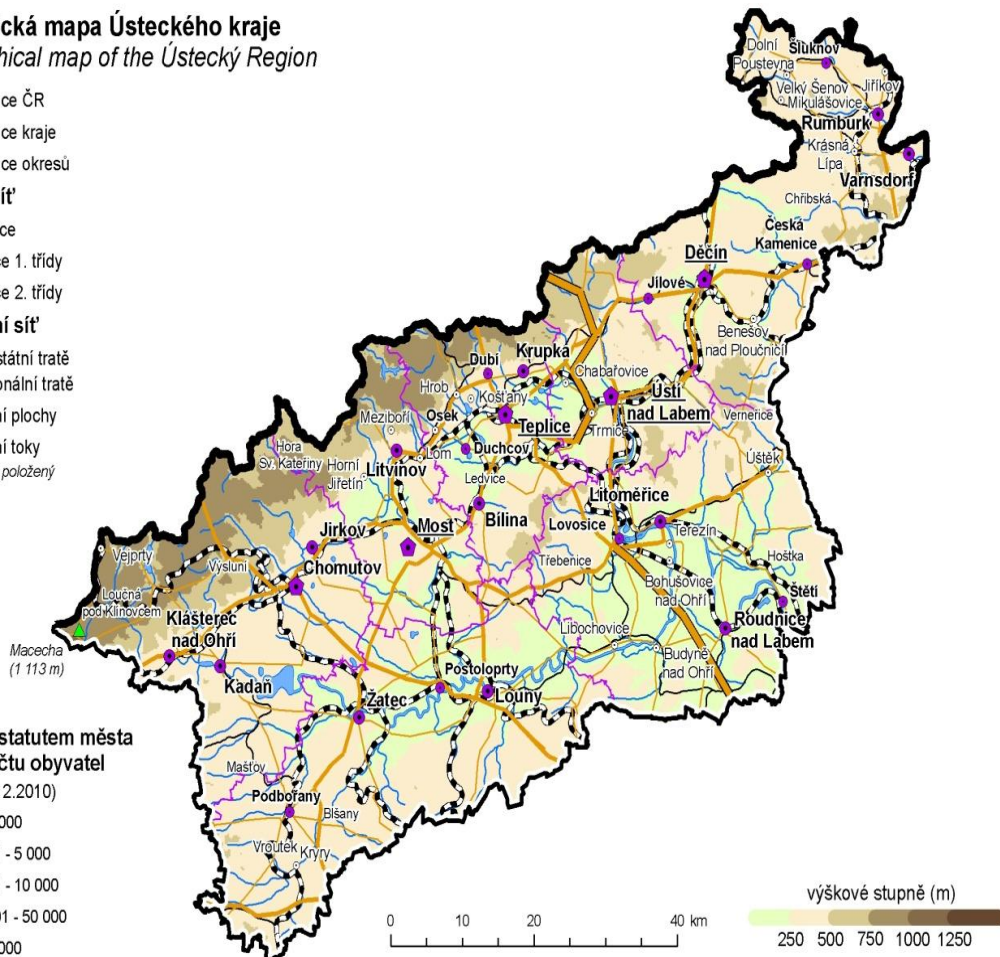 cká mapa Ústeckého kraje
hical map of the Ústecký Region
ce ČR
ce kraje
ce okresů
íť
ce
e 1. třídy
e 2. třídy
ní síť
státní tratě
onální tratě
ní plochy
ní toky
položený
statutem města
čtu obyvatel
2.2010)
000
- 5 000
- 10 000
01 - 50 000
000
Dolní
Poustevna
Šluknov
Velký Šenov
Jiříkov
Mikulášovice
Rumburk
Krásná
Lípa
Varnsdorf
Chřibská
Česká
Kamenice
Děčín
Jílové
Benešov
nad Ploučnicí
Dubí
Krupka
Chabařovice
Hrob
Košťany
Ústí
nad Labem
Verneřice
Meziboří
Osek
Teplice
Trmice
Hora
Sv. Kateřiny
Horní
Jiřetín
Lom
Duchcov
Úštěk
Litvínov
Ledvice
Litoměřice
Jirkov
Most
Bílina
Lovosice
Terezín
Vejprty
Výsluní
Chomutov
Třebenice
Hoštka
Loučná
pod Klínovcem
Bohušovice
nad Ohří
Štětí
Klášterec
nad Ohří
Libochovice
Roudnice
nad Labem
Macecha
(1 113 m)
Budyně
nad Ohří
Kadaň
Postoloprty
Žatec
Louny
Mašťov
Podbořany
Blšany
Vroutek
Kryry
0 10 20 40 km
výškové stupně (m)
250 500 750 1000 1250